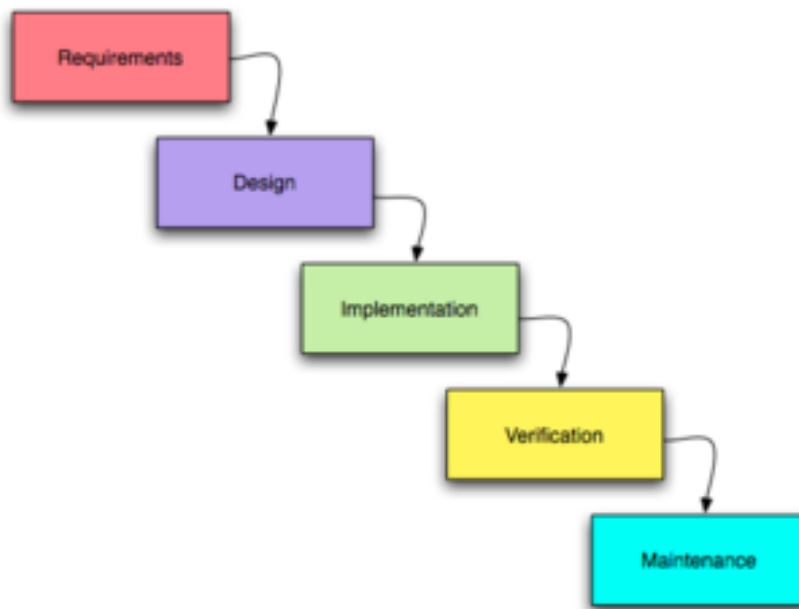 Requirements
Design
Implementation
Verification
Maintenance